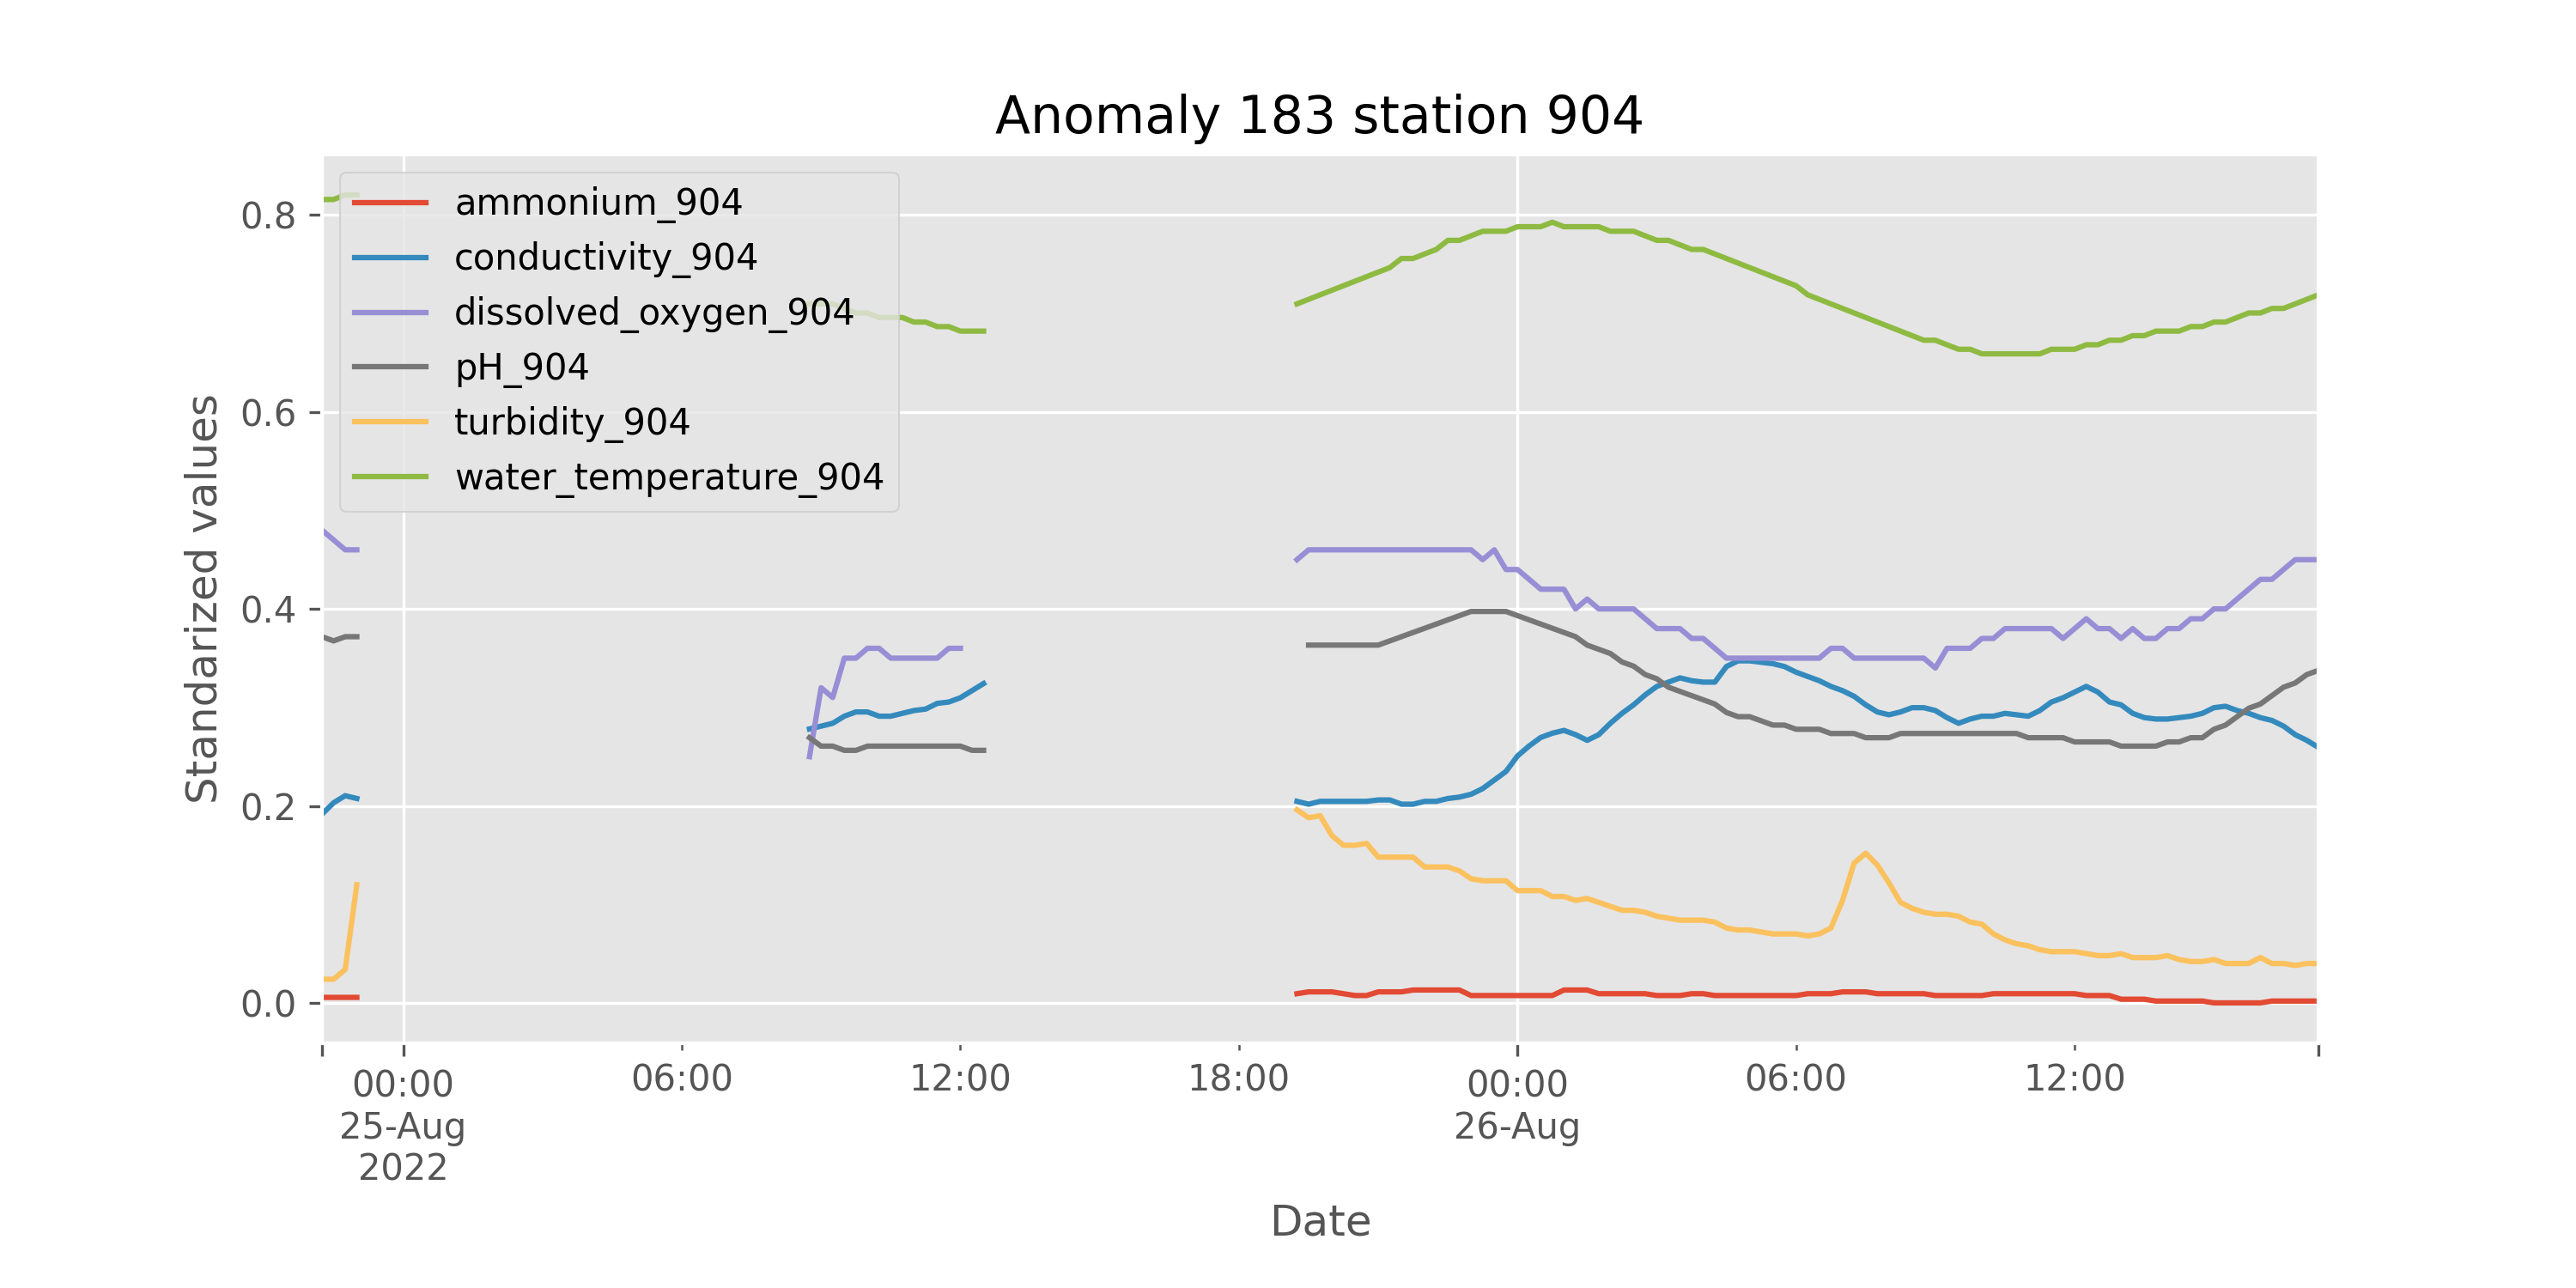 Anomaly 183 station 904
ammonium_904
conductivity_904
dissolved_oxygen_904
pH_904
turbidity_904
water_temperature_904
Standarized values
0.8
0.6
0.4
0.2
0.0
00:00
06:00
12:00
18:00
00:00
06:00
12:00
25-Aug
26-Aug
2022
Date